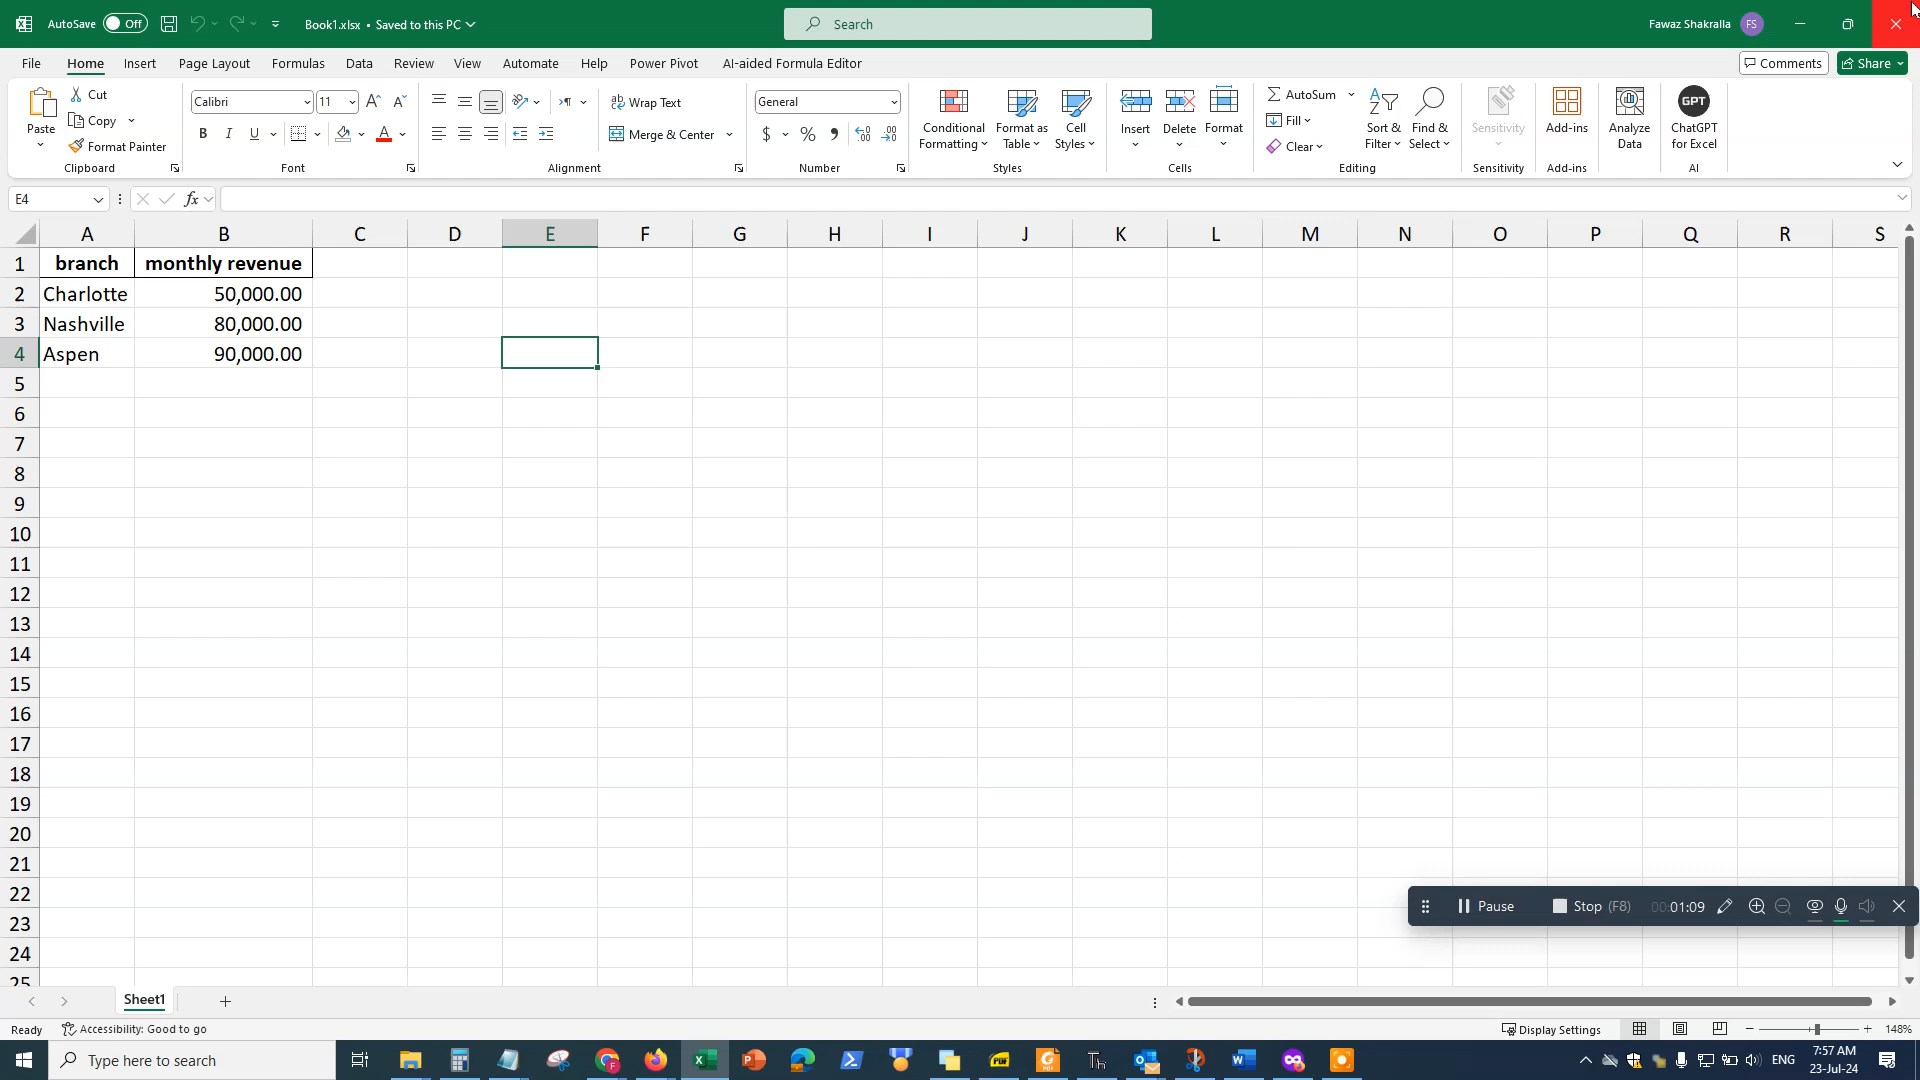 AutoSave Off Book1.xlsx • Saved to this PC Search Fawaz Shakralla FS
File Home Insert Page Layout Formulas Data Review View Automate Help Power Pivot AI-aided Formula Editor Comments Share
Paste Cut Copy Format Painter Clipboard
Calibri 11 B I U Font
Wrap Text Merge & Center Alignment
General $ % Number
Conditional Formatting Format as Table Cell Styles Styles
Insert Delete Format Cells
AutoSum Fill Clear Sort & Filter Find & Select Editing
Sensitivity Sensitivity
Add-ins Add-ins
Analyze Data
GPT ChatGPT for Excel AI
E4 fx
A B C D E F G H I J K L M N O P Q R S
1 branch monthly revenue
2 Charlotte 50,000.00
3 Nashville 80,000.00
4 Aspen 90,000.00
5
6
7
8
9
10
11
12
13
14
15
16
17
18
19
20
21
22
Pause Stop (F8) 00:01:09
23
24
25
Sheet1
Ready Accessibility: Good to go Display Settings 148%
Type here to search ENG 7:57 AM
23-Jul-24